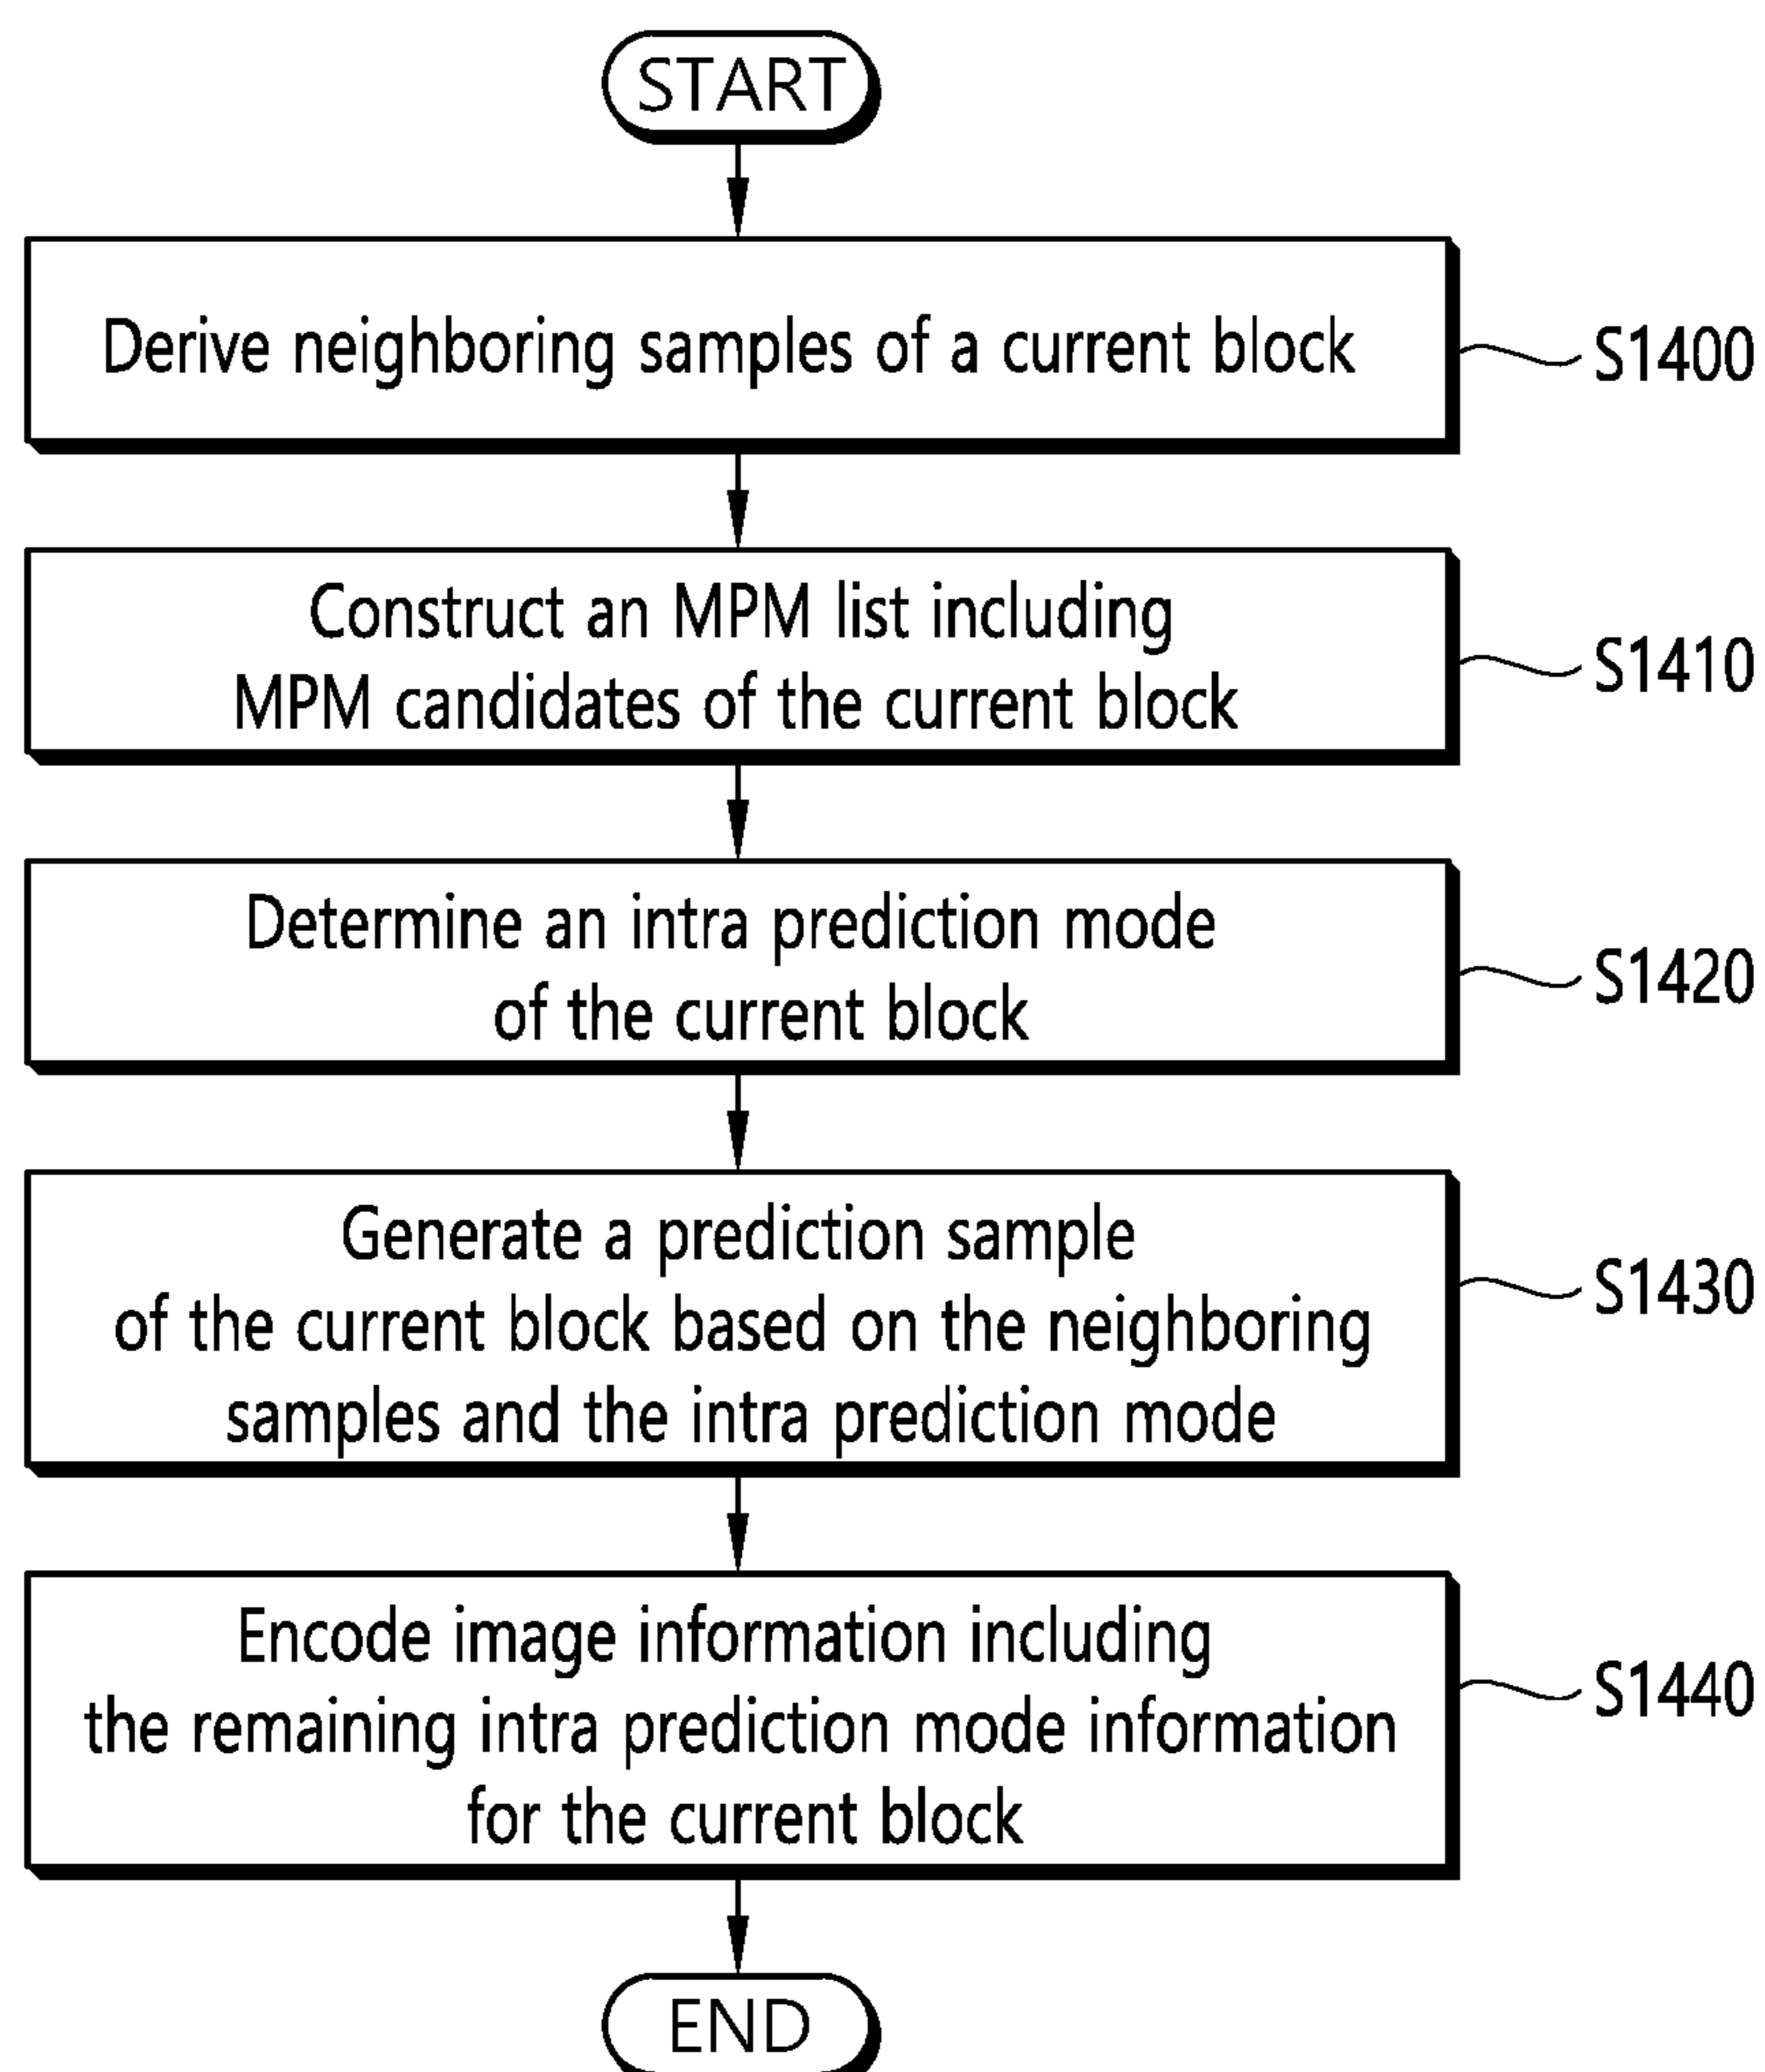 START
Derive neighboring samples of a current block
S1400
Construct an MPM list including
MPM candidates of the current block
S1410
Determine an intra prediction mode
of the current block
S1420
Generate a prediction sample
of the current block based on the neighboring
samples and the intra prediction mode
S1430
Encode image information including
the remaining intra prediction mode information
for the current block
S1440
END